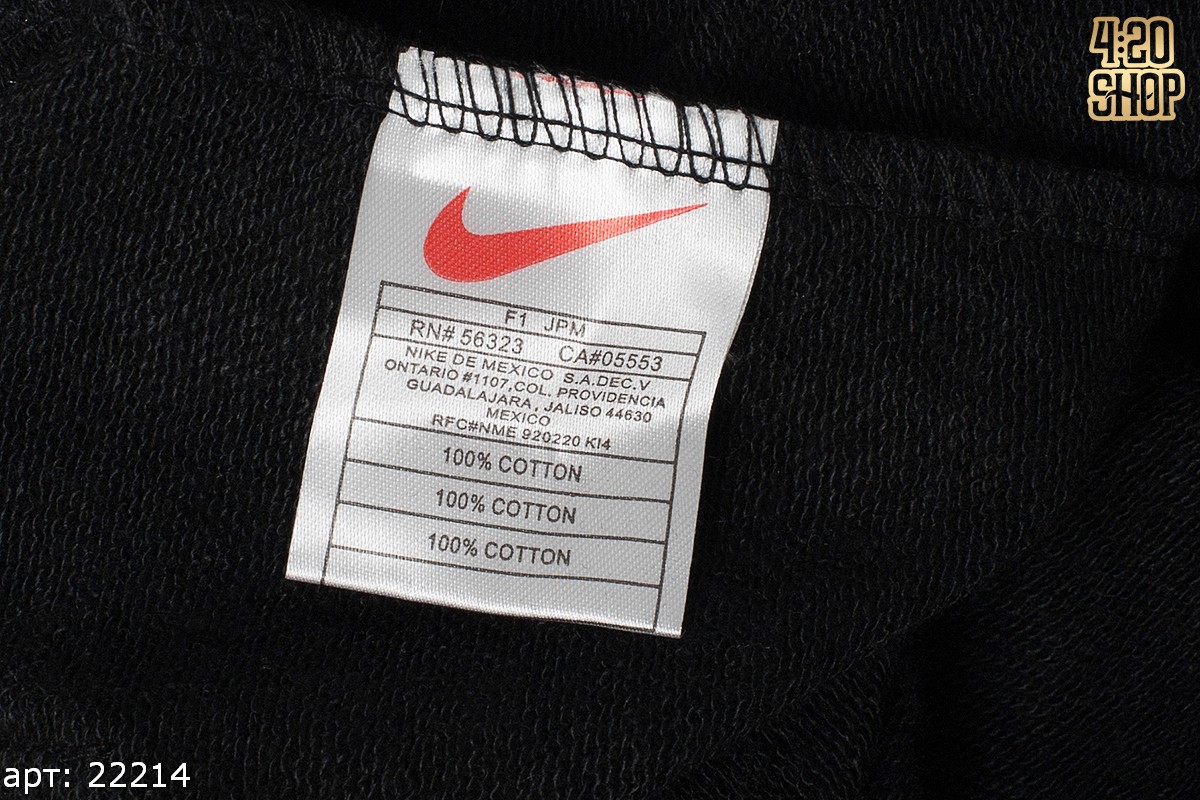 4:20
SHOP
F1 JPM
RN# 56323 CA#05553
NIKE DE MEXICO S.A.DEC.V
ONTARIO #1107,COL. PROVIDENCIA
GUADALAJARA, JALISO 44630
MEXICO
RFC#NME 920220 KI4
100% COTTON
100% COTTON
100% COTTON
арт: 22214